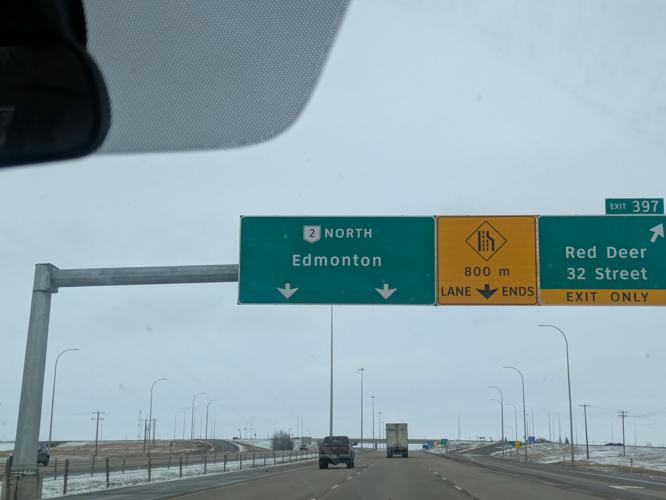 2 NORTH
Edmonton
800 m
LANE ENDS
EXIT 397
Red Deer
32 Street
EXIT ONLY